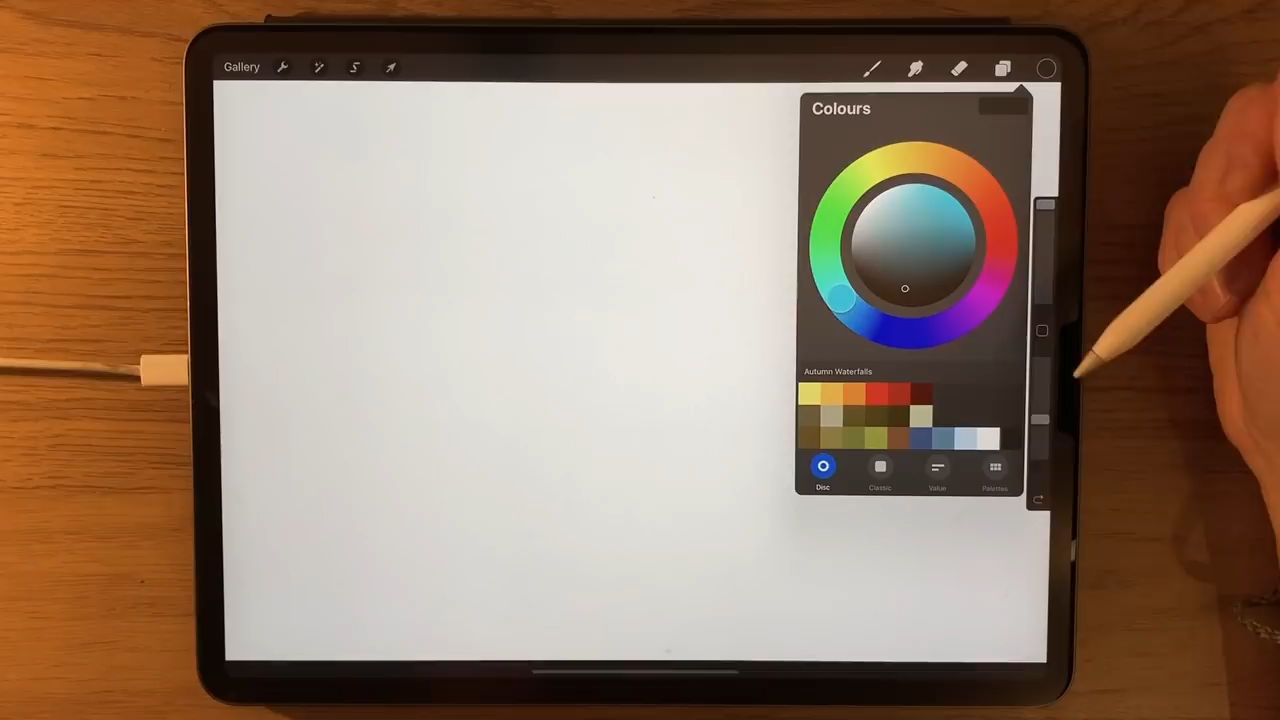 Gallery
Colours
Autumn Waterfalls
Disc
Classic
Value
Palettes